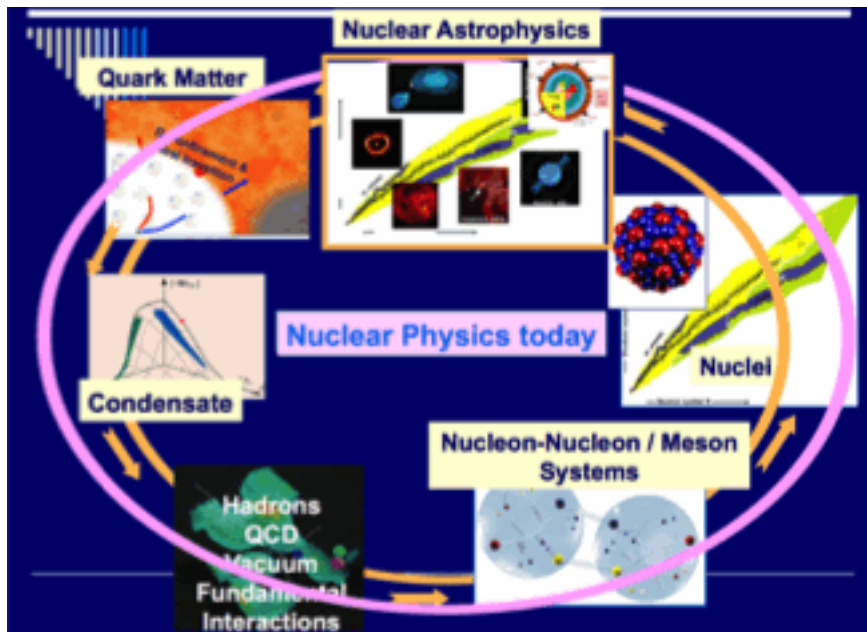 Nuclear Astrophysics
Quark Matter
Nuclear Physics today
Nuclei
Condensate
Nucleon-Nucleon / Meson
Systems
Hadrons
QCD
Vacuum
Fundamental
Interactions